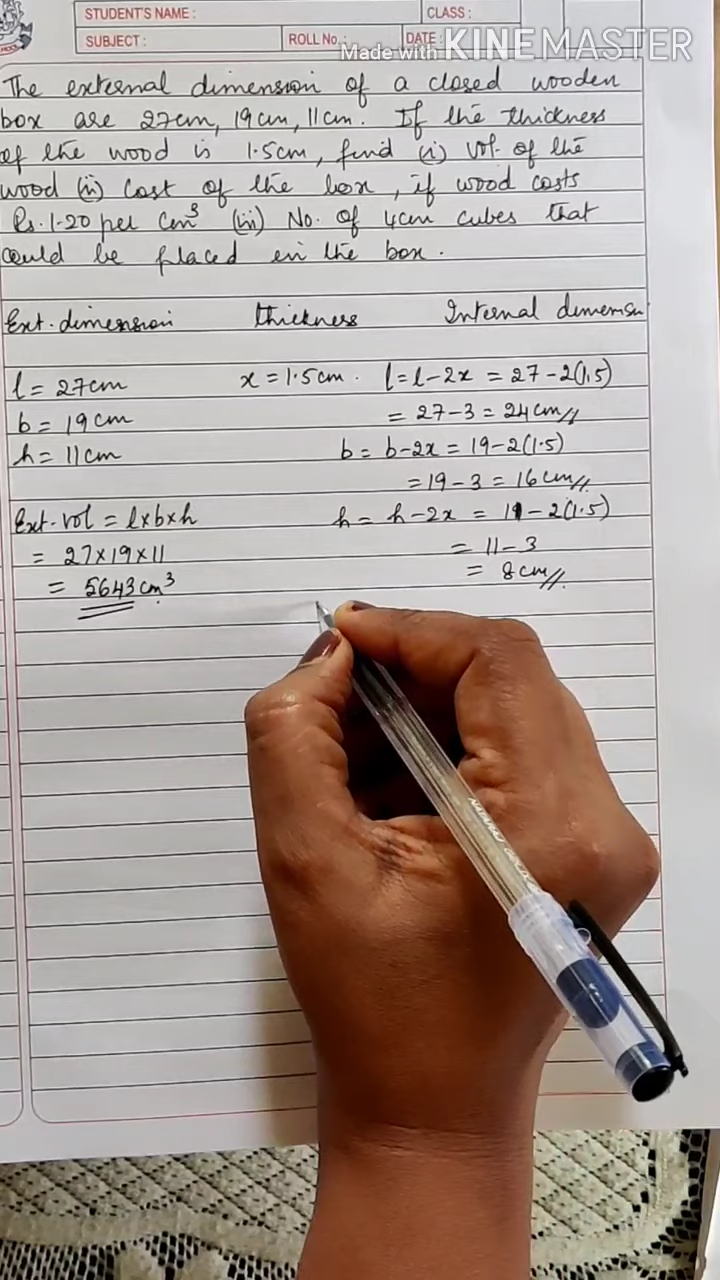 STUDENT'S NAME : CLASS :
SUBJECT : ROLL No. : DATE :
Made with KINEMASTER
The external dimension of a closed wooden
box are 27cm, 19cm, 11cm. If the thickness
of the wood is 1.5cm, find (i) Vol. of the
wood (ii) Cost of the box, if wood costs
Rs. 1.20 per cm³ (iii) No. of 4cm cubes that
could be placed in the box.
Ext. dimension thickness Internal dimension
l = 27cm x = 1.5cm. l = l-2x = 27-2(1.5)
b = 19cm = 27-3 = 24cm//
h = 11cm b = b-2x = 19-2(1.5)
= 19-3 = 16cm//.
Ext. vol = l×b×h h = h-2x = 11-2(1.5)
= 27×19×11 = 11-3
= 5643cm³ = 8cm//.